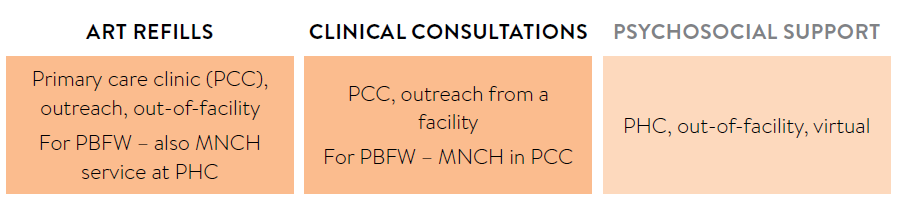 ART REFILLS
Primary care clinic (PCC),
outreach, out-of-facility
For PBFW – also MNCH
service at PHC
CLINICAL CONSULTATIONS
PCC, outreach from a
facility
For PBFW – MNCH in PCC
PSYCHOSOCIAL SUPPORT
PHC, out-of-facility, virtual